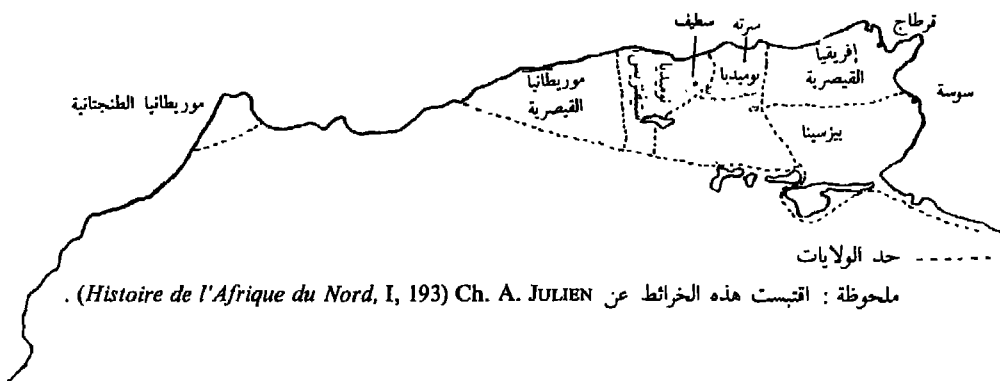 قرطاج
سطيف
سرته
إفريقيا
القيصرية
سوسة
نوميديا
نوميديا
موريطانيا
القيصرية
موريطانيا الطنجتانية
بيزسينا
حد الولايات
ملحوظة : اقتبست هذه الخرائط عن Ch. A. JULIEN (Histoire de l'Afrique du Nord, I, 193) .